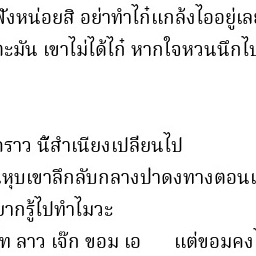 ฟังหน่อยสิ อย่าทำไก๋แกล้งไออยู่เลย
ะมัน เขาไม่ได้ไก๋ หากใจหวนนึกไป
ราว นี้สำเนียงเปลี่ยนไป
หุบเขาลึกลับกลางป่าดงทางตอน
ยากรู้ไปทำไมวะ
ท ลาว เจ๊ก ขอม เอ แต่ขอมคง